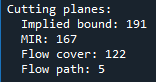 Cutting planes:
Implied bound: 191
MIR: 167
Flow cover: 122
Flow path: 5